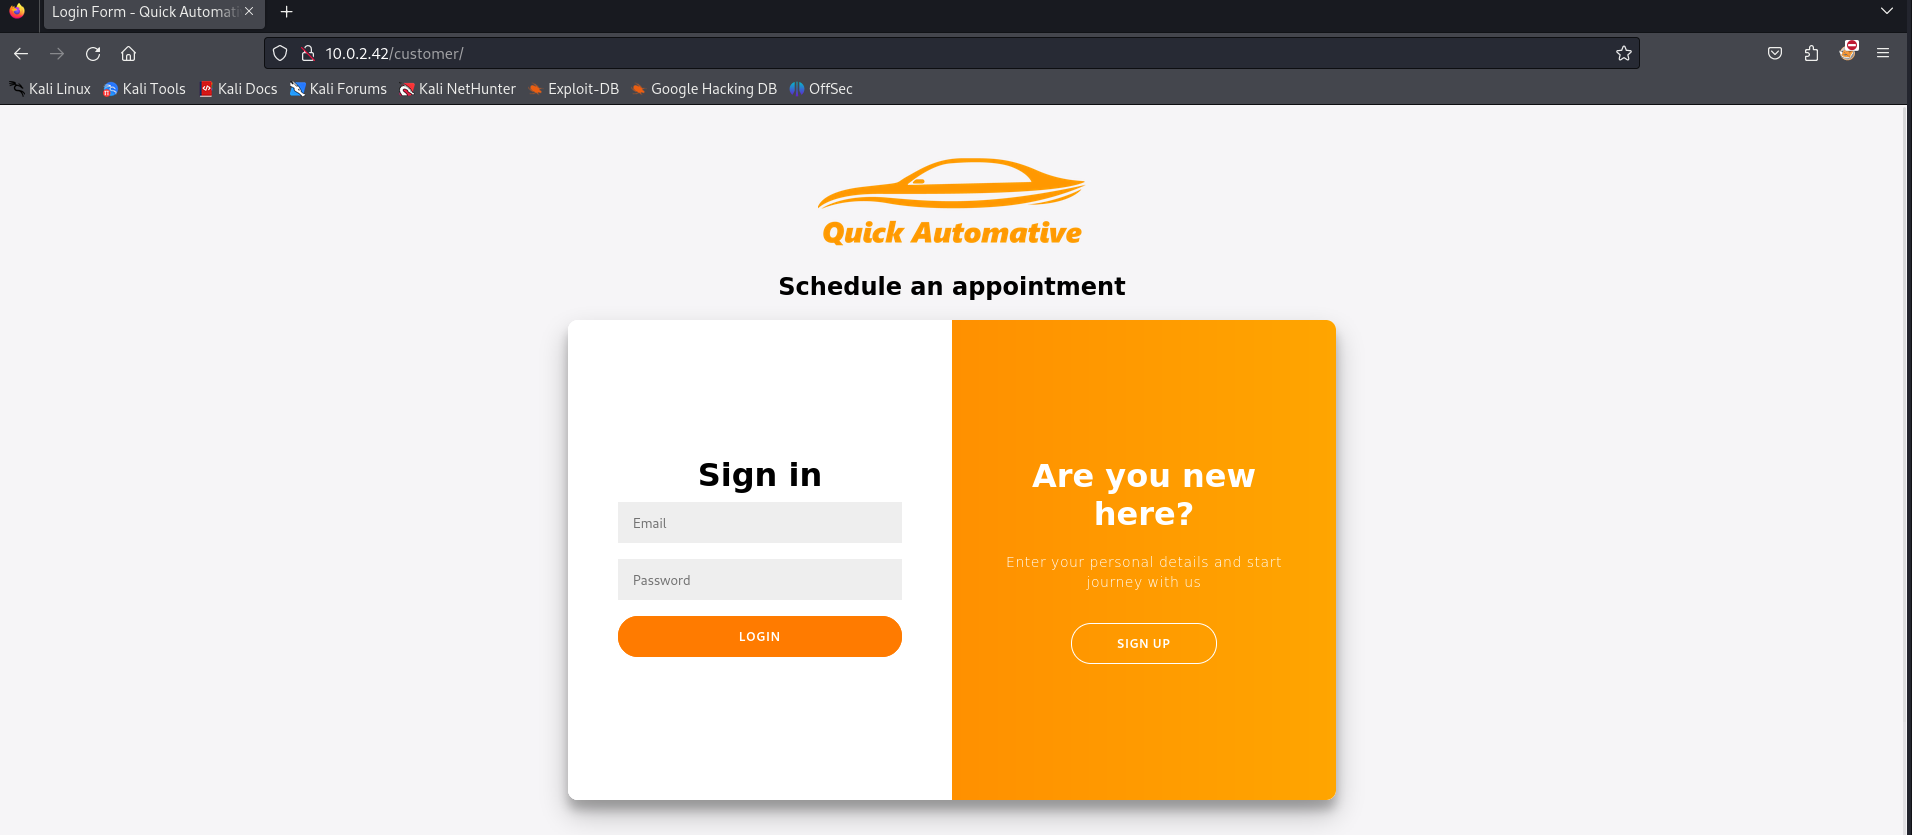 Login Form - Quick Automati
10.0.2.42/customer/
Kali Linux Kali Tools Kali Docs Kali Forums Kali NetHunter Exploit-DB Google Hacking DB OffSec
Quick Automative
Schedule an appointment
Sign in
Email
Password
LOGIN
Are you new
here?
Enter your personal details and start
journey with us
SIGN UP